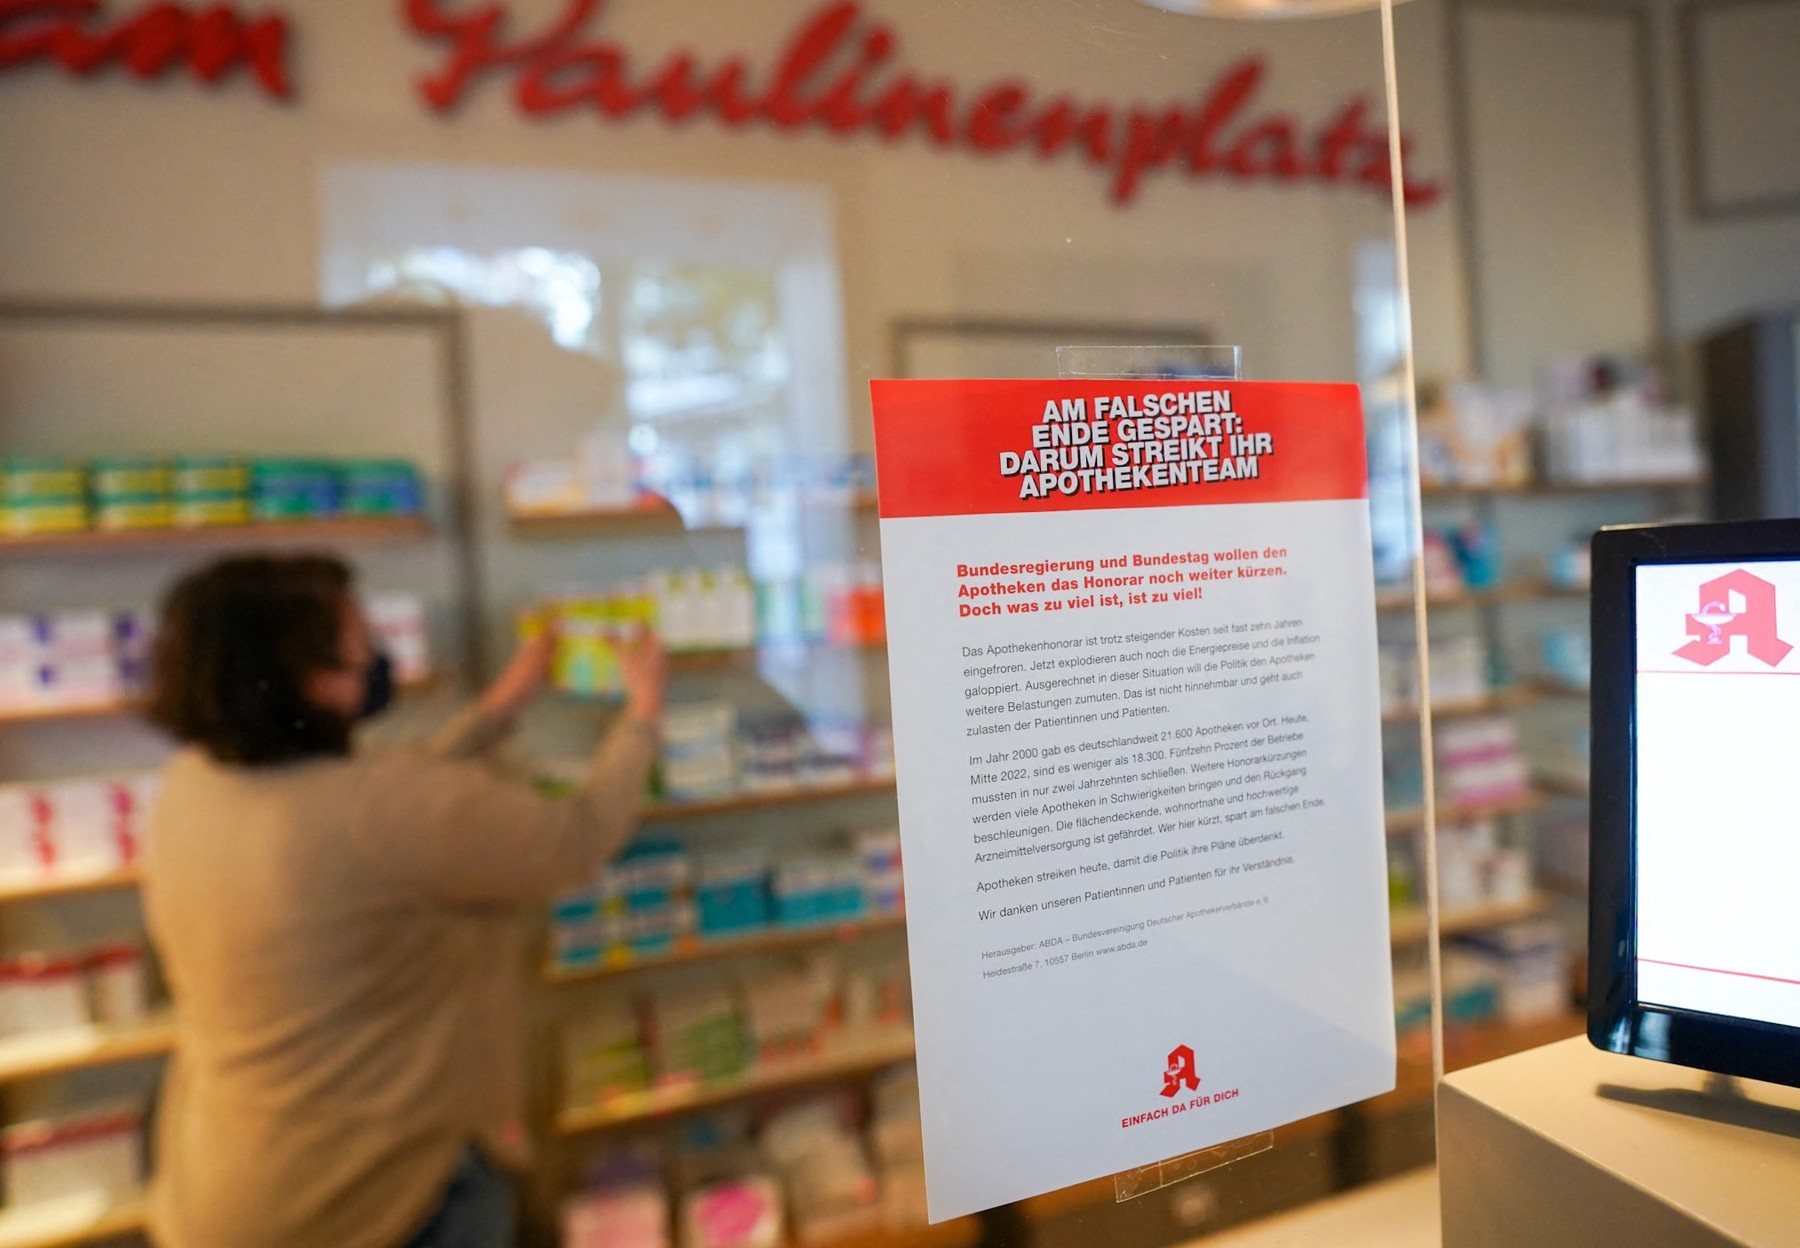 am Paulinenplatz
AM FALSCHEN
ENDE GESPART:
DARUM STREIKT IHR
APOTHEKENTEAM
Bundesregierung und Bundestag wollen den
Apotheken das Honorar noch weiter kürzen.
Doch was zu viel ist, ist zu viel!
Das Apothekenhonorar ist trotz steigender Kosten seit fast zehn Jahren
eingefroren. Jetzt explodieren auch noch die Energiepreise und die Inflation
galoppiert. Ausgerechnet in dieser Situation will die Politik den Apotheken
weitere Belastungen zumuten. Das ist nicht hinnehmbar und geht auch
zulasten der Patientinnen und Patienten.
Im Jahr 2000 gab es deutschlandweit 21.600 Apotheken vor Ort. Heute,
Mitte 2022, sind es weniger als 18.300. Fünfzehn Prozent der Betriebe
mussten in nur zwei Jahrzehnten schließen. Weitere Honorarkürzungen
werden viele Apotheken in Schwierigkeiten bringen und den Rückgang
beschleunigen. Die flächendeckende, wohnortnahe und hochwertige
Arzneimittelversorgung ist gefährdet. Wer hier kürzt, spart am falschen Ende.
Apotheken streiken heute, damit die Politik ihre Pläne überdenkt.
Wir danken unseren Patientinnen und Patienten für ihr Verständnis.
Herausgeber: ABDA – Bundesvereinigung Deutscher Apothekerverbände e. V.
Heidestraße 7, 10557 Berlin www.abda.de
EINFACH DA FÜR DICH